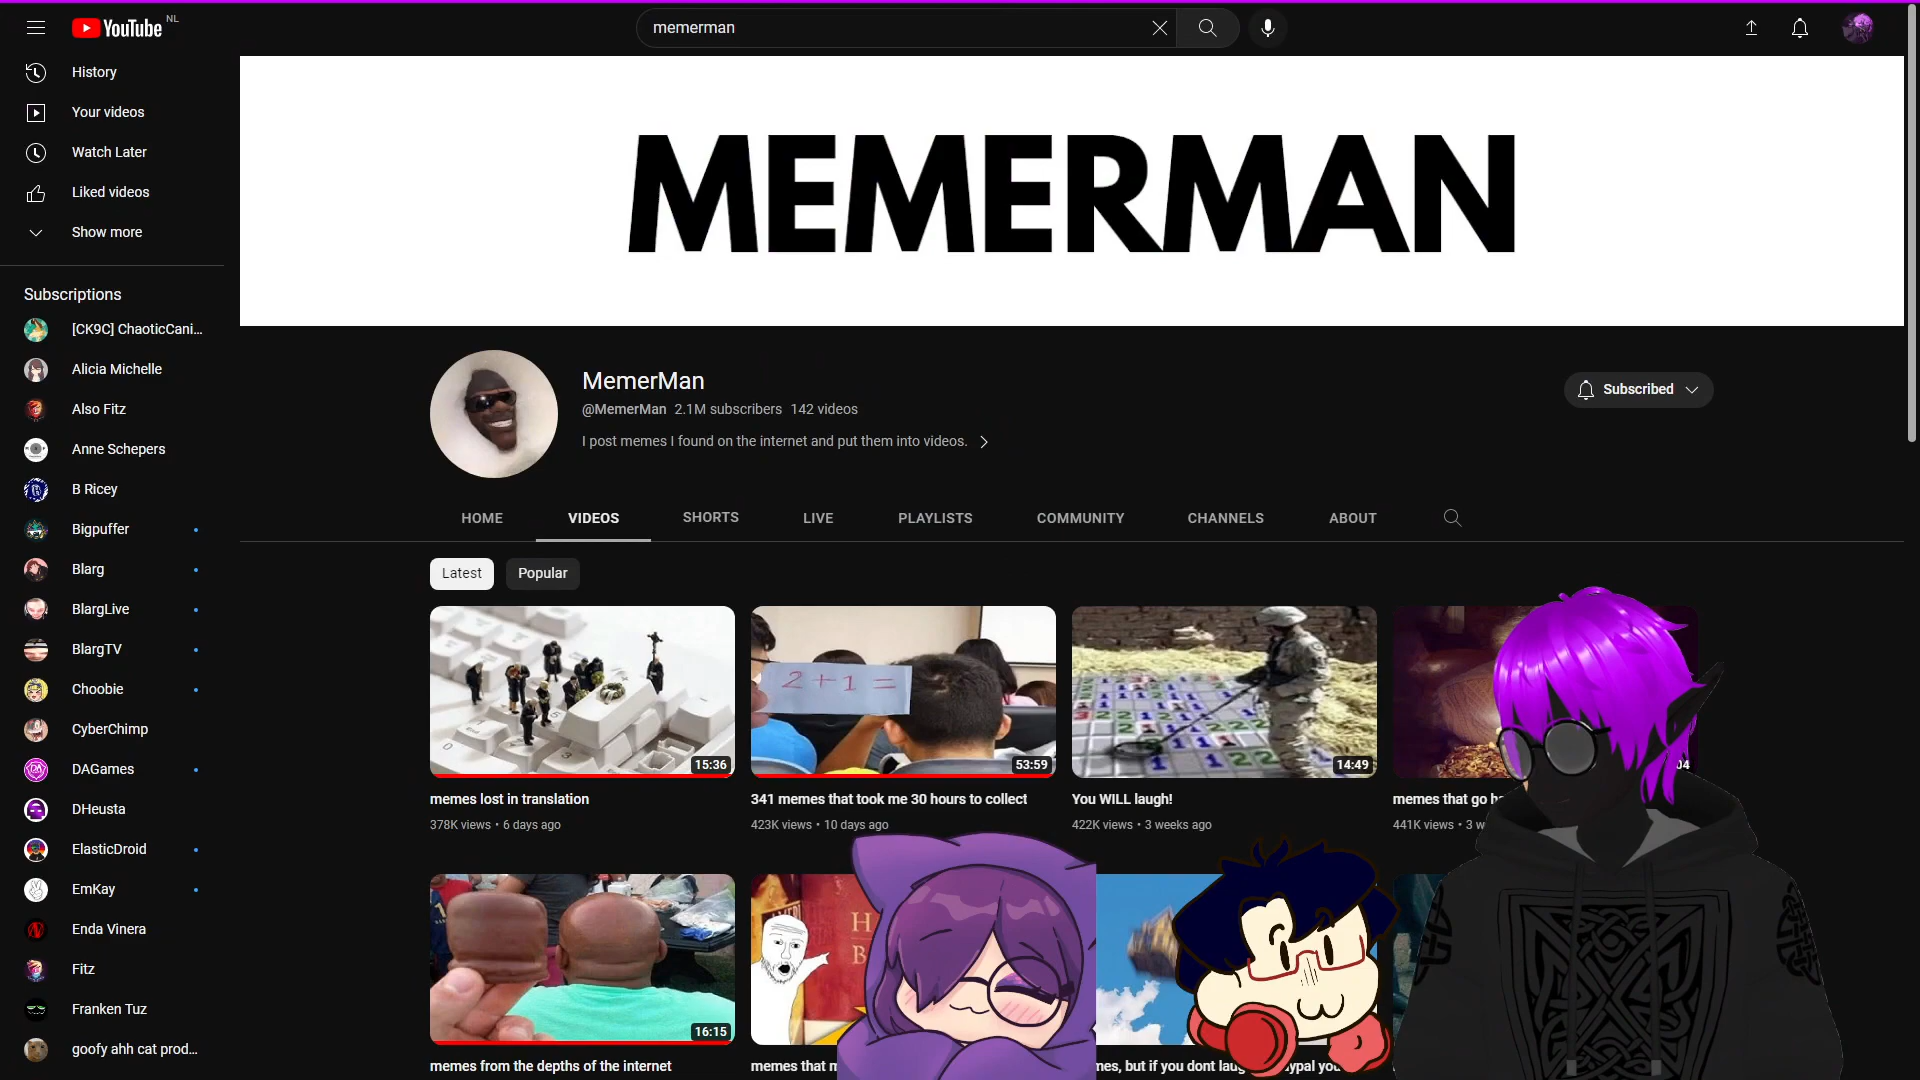 YouTube NL
memerman
History
Your videos
Watch Later
Liked videos
Show more
Subscriptions
[CK9C] ChaoticCani...
Alicia Michelle
Also Fitz
Anne Schepers
B Ricey
Bigpuffer
Blarg
BlargLive
BlargTV
Choobie
CyberChimp
DAGames
DHeusta
ElasticDroid
EmKay
Enda Vinera
Fitz
Franken Tuz
goofy ahh cat prod...
MEMERMAN
MemerMan
@MemerMan 2.1M subscribers 142 videos
I post memes I found on the internet and put them into videos.
Subscribed
HOME VIDEOS SHORTS LIVE PLAYLISTS COMMUNITY CHANNELS ABOUT
Latest Popular
2+1=
15:36 53:59 14:49 04
memes lost in translation
378K views • 6 days ago
341 memes that took me 30 hours to collect
423K views • 10 days ago
You WILL laugh!
422K views • 3 weeks ago
memes that go
441K views • 3
16:15
memes from the depths of the internet
memes that
but if you dont